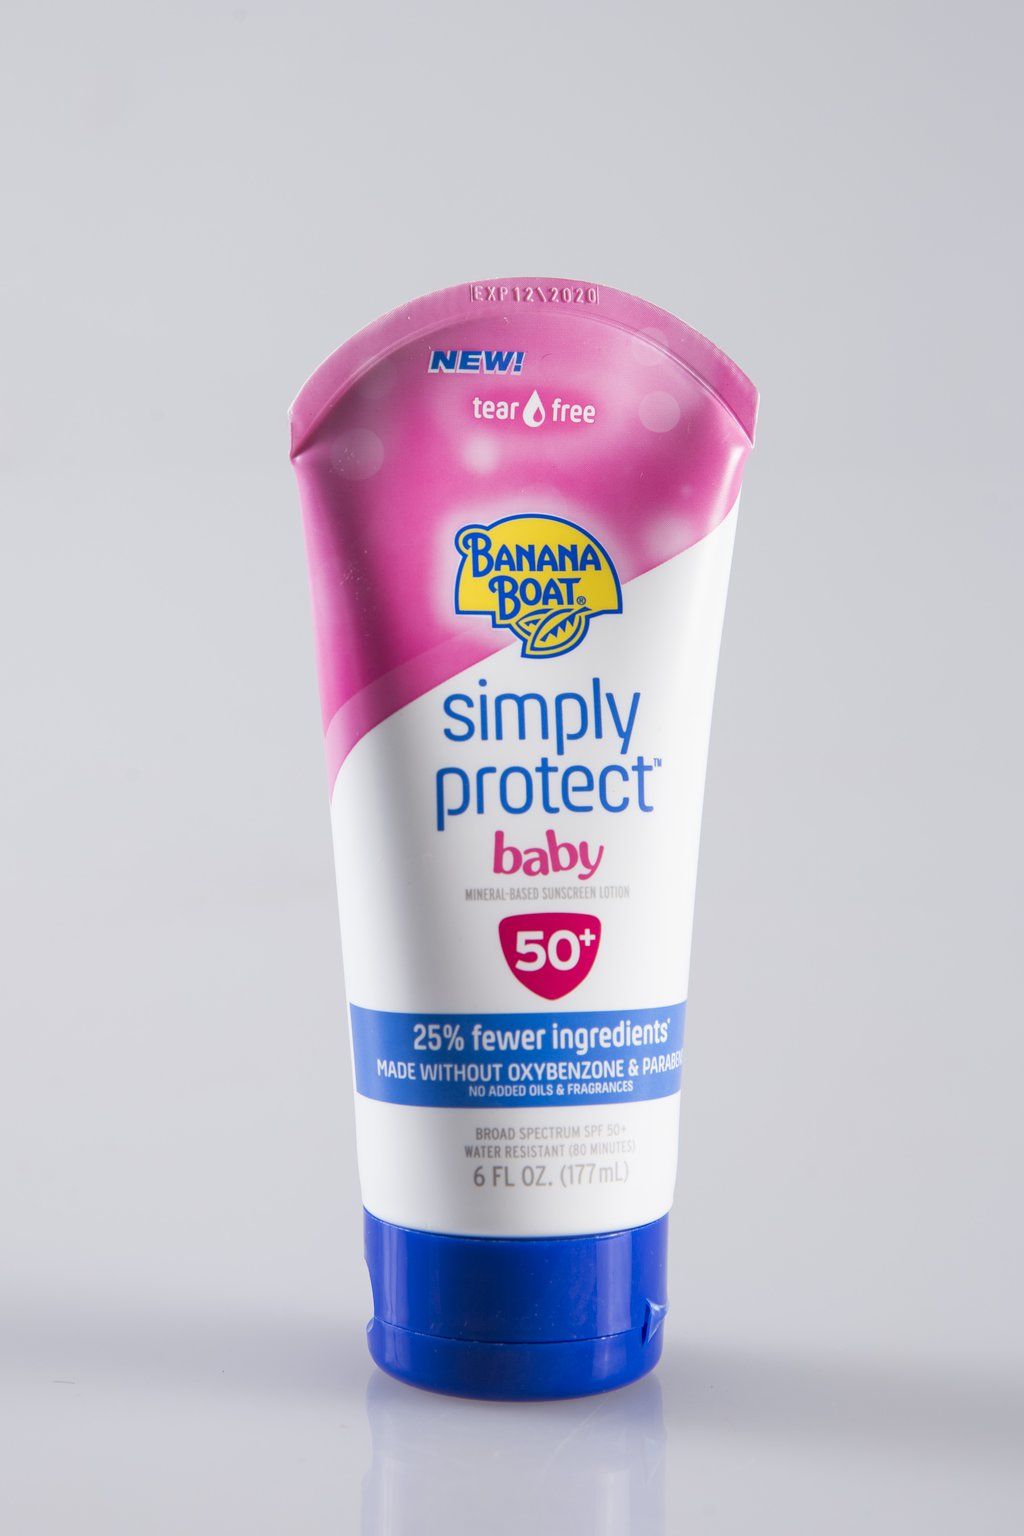 EXP12\2020
NEW!
tear free
BANANA
BOAT®
simply
protect™
baby
MINERAL-BASED SUNSCREEN LOTION
50+
25% fewer ingredients*
MADE WITHOUT OXYBENZONE & PARABEN
NO ADDED OILS & FRAGRANCES
BROAD SPECTRUM SPF 50+
WATER RESISTANT (80 MINUTES)
6 FL OZ. (177mL)